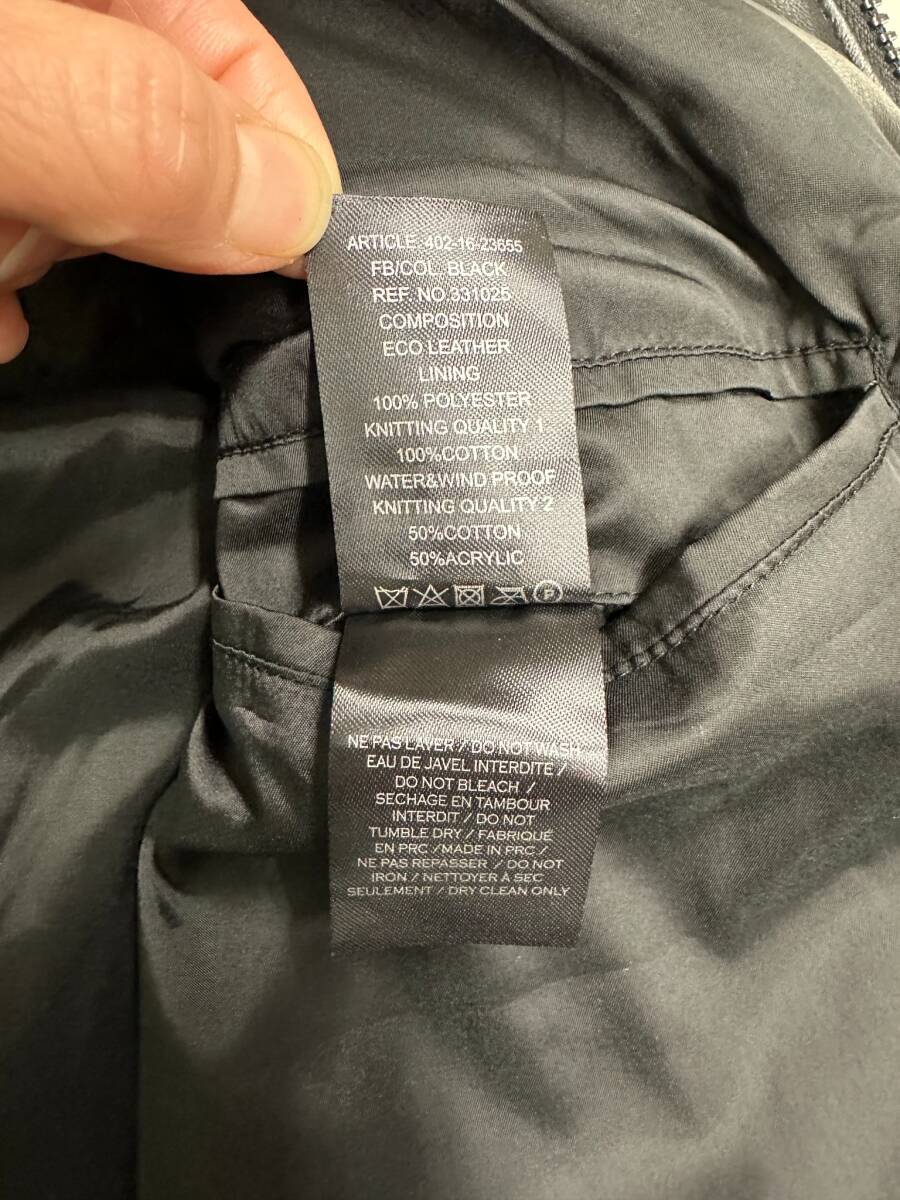 ARTICLE 402-16-23655
FB/COL. BLACK
REF. NO.331025
COMPOSITION
ECO LEATHER
LINING
100% POLYESTER
KNITTING QUALITY 1
100%COTTON
WATER&WIND PROOF
KNITTING QUALITY 2
50%COTTON
50%ACRYLIC
P
NE PAS LAVER / DO NOT WASH
EAU DE JAVEL INTERDITE /
DO NOT BLEACH /
SECHAGE EN TAMBOUR
INTERDIT / DO NOT
TUMBLE DRY / FABRIQUÉ
EN PRC /MADE IN PRC /
NE PAS REPASSER / DO NOT
IRON / NETTOYER À SEC
SEULEMENT / DRY CLEAN ONLY